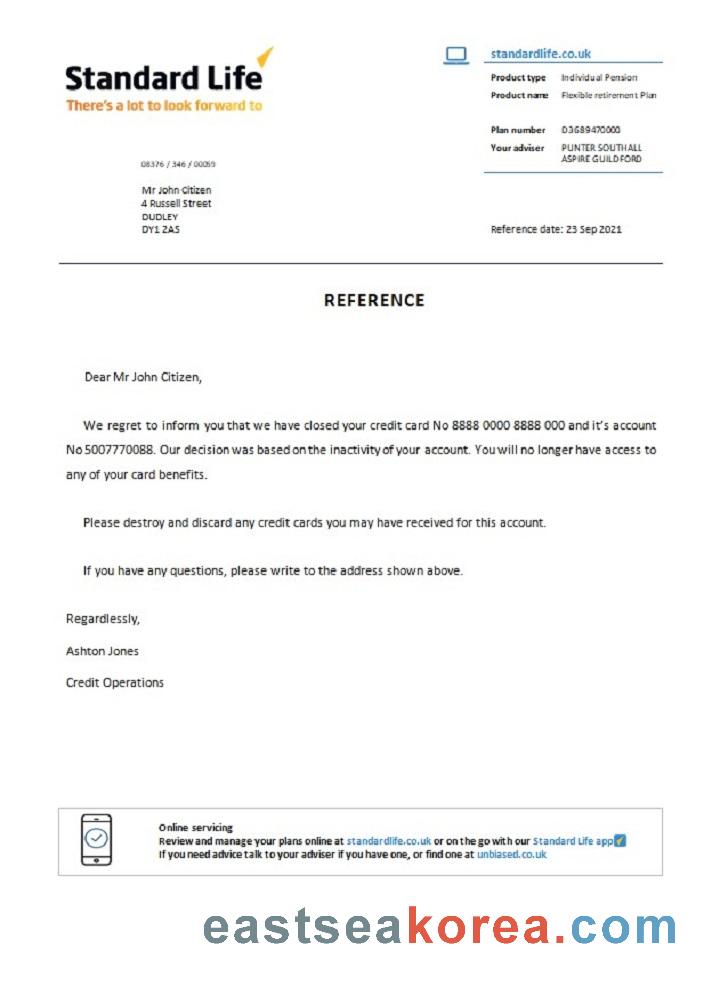 Standard Life
There's a lot to look forward to
standardlife.co.uk
Product type Individual Pension
Product name Flexible retirement Plan
Plan number D3689470000
Your adviser PUNTER SOUTHALL
ASPIRE GUILDFORD
08376 / 346 / 00059
Mr John Citizen
4 Russell Street
DUDLEY
DY1 2AS
Reference date: 23 Sep 2021
REFERENCE
Dear Mr John Citizen,
We regret to inform you that we have closed your credit card No 8888 0000 8888 000 and it's account
No 5007770088. Our decision was based on the inactivity of your account. You will no longer have access to
any of your card benefits.
Please destroy and discard any credit cards you may have received for this account.
If you have any questions, please write to the address shown above.
Regardlessly,
Ashton Jones
Credit Operations
Online servicing
Review and manage your plans online at standardlife.co.uk or on the go with our Standard Life app
If you need advice talk to your adviser if you have one, or find one at unbiased.co.uk
eastseakorea.com